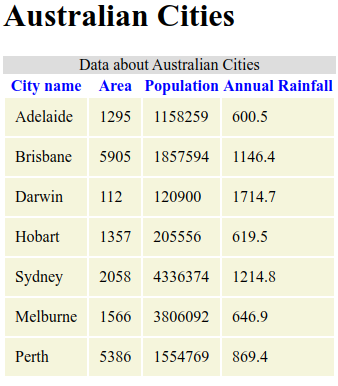 Australian Cities
Data about Australian Cities
City name Area Population Annual Rainfall
Adelaide 1295 1158259 600.5
Brisbane 5905 1857594 1146.4
Darwin 112 120900 1714.7
Hobart 1357 205556 619.5
Sydney 2058 4336374 1214.8
Melburne 1566 3806092 646.9
Perth 5386 1554769 869.4